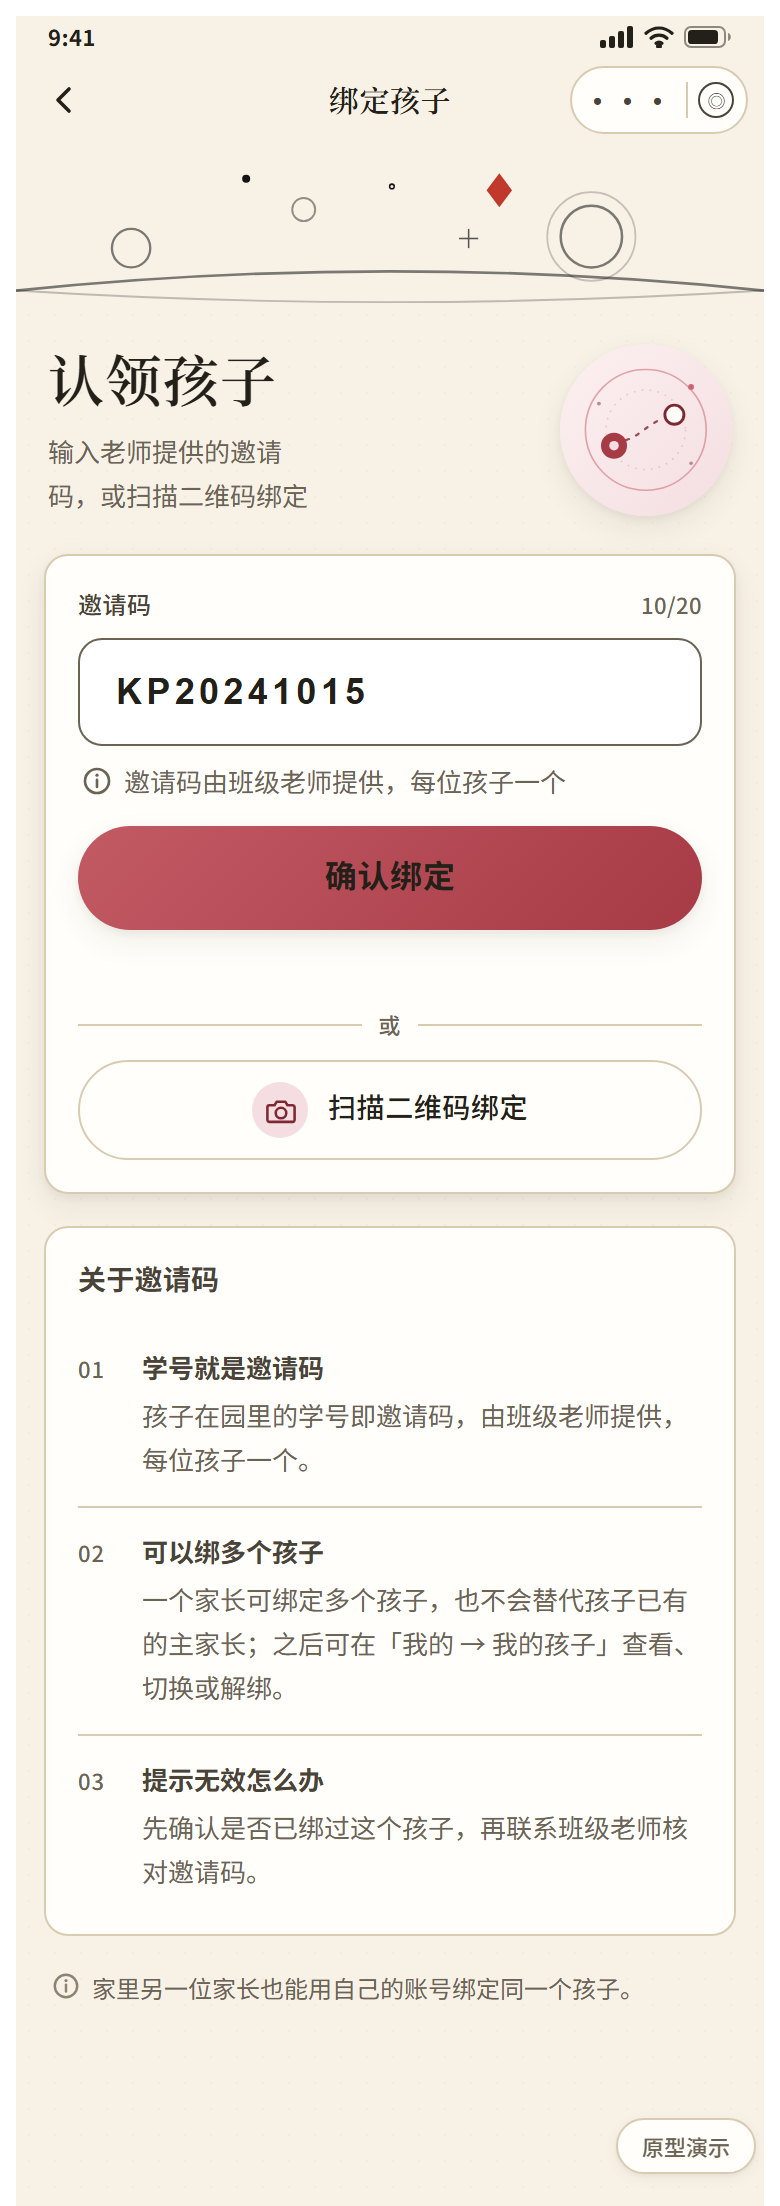 9:41
绑定孩子
认领孩子
输入老师提供的邀请
码，或扫描二维码绑定
邀请码
10/20
KP20241015
邀请码由班级老师提供，每位孩子一个
确认绑定
或
扫描二维码绑定
关于邀请码
01
学号就是邀请码
孩子在园里的学号即邀请码，由班级老师提供，
每位孩子一个。
02
可以绑多个孩子
一个家长可绑定多个孩子，也不会替代孩子已有
的主家长；之后可在「我的 → 我的孩子」查看、
切换或解绑。
03
提示无效怎么办
先确认是否已绑过这个孩子，再联系班级老师核
对邀请码。
家里另一位家长也能用自己的账号绑定同一个孩子。
原型演示